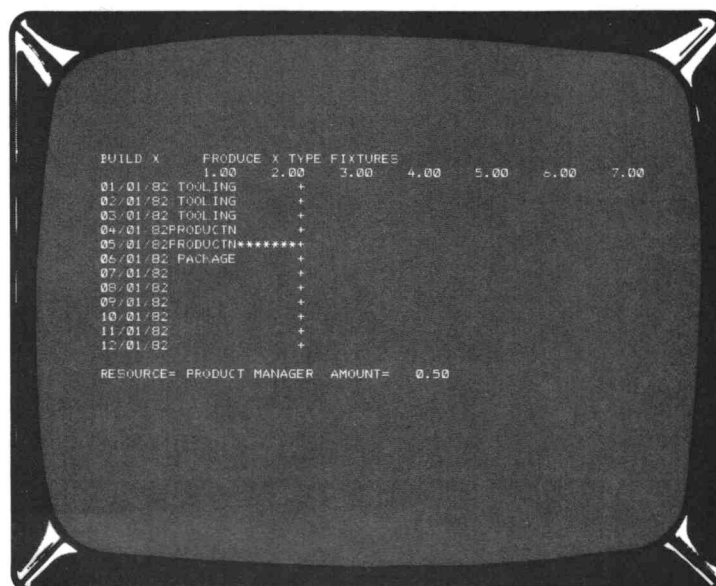 BUILD X PRODUCE X TYPE FIXTURES
1.00 2.00 3.00 4.00 5.00 6.00 7.00
01/01/82 TOOLING +
02/01/82 TOOLING +
03/01/82 TOOLING +
04/01/82PRODUCTN +
05/01/82PRODUCTN*******+
06/01/82 PACKAGE +
07/01/82 +
08/01/82 +
09/01/82 +
10/01/82 +
11/01/82 +
12/01/82 +
RESOURCE= PRODUCT MANAGER AMOUNT= 0.50